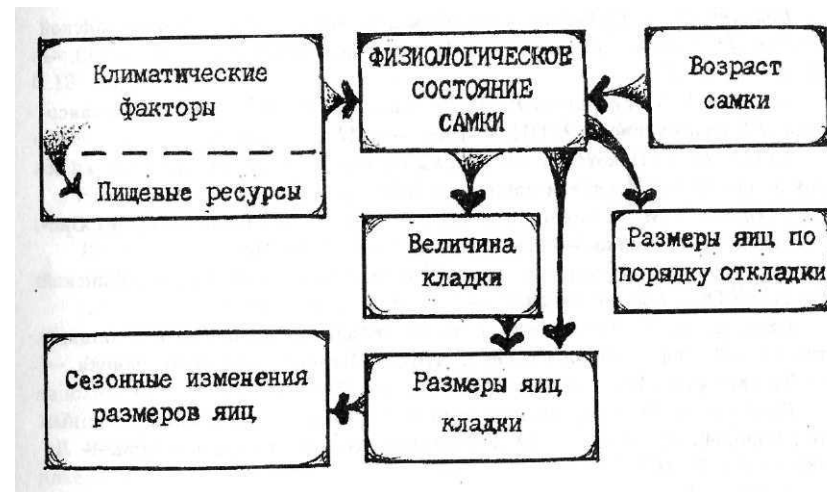 Климатические
факторы
Пищевые ресурсы
ФИЗИОЛОГИЧЕСКОЕ
СОСТОЯНИЕ
САМКИ
Возраст
самки
Величина
кладки
Размеры яиц по
порядку откладки
Сезонные изменения
размеров яиц
Размеры яиц
кладки